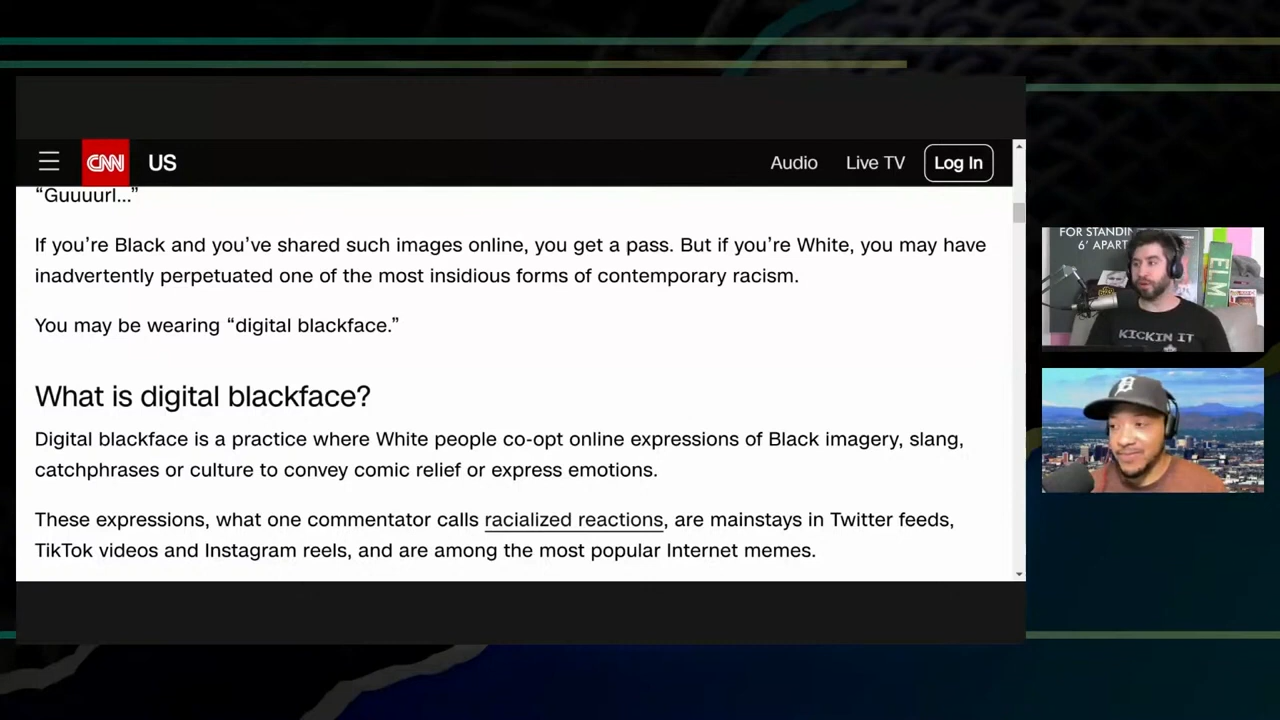 CNN US Audio Live TV Log In
“Guuuurl...”
If you’re Black and you’ve shared such images online, you get a pass. But if you’re White, you may have
inadvertently perpetuated one of the most insidious forms of contemporary racism.
You may be wearing “digital blackface.”
What is digital blackface?
Digital blackface is a practice where White people co-opt online expressions of Black imagery, slang,
catchphrases or culture to convey comic relief or express emotions.
These expressions, what one commentator calls racialized reactions, are mainstays in Twitter feeds,
TikTok videos and Instagram reels, and are among the most popular Internet memes.
FOR STANDING
6' APART
ELM
KICKIN IT
D